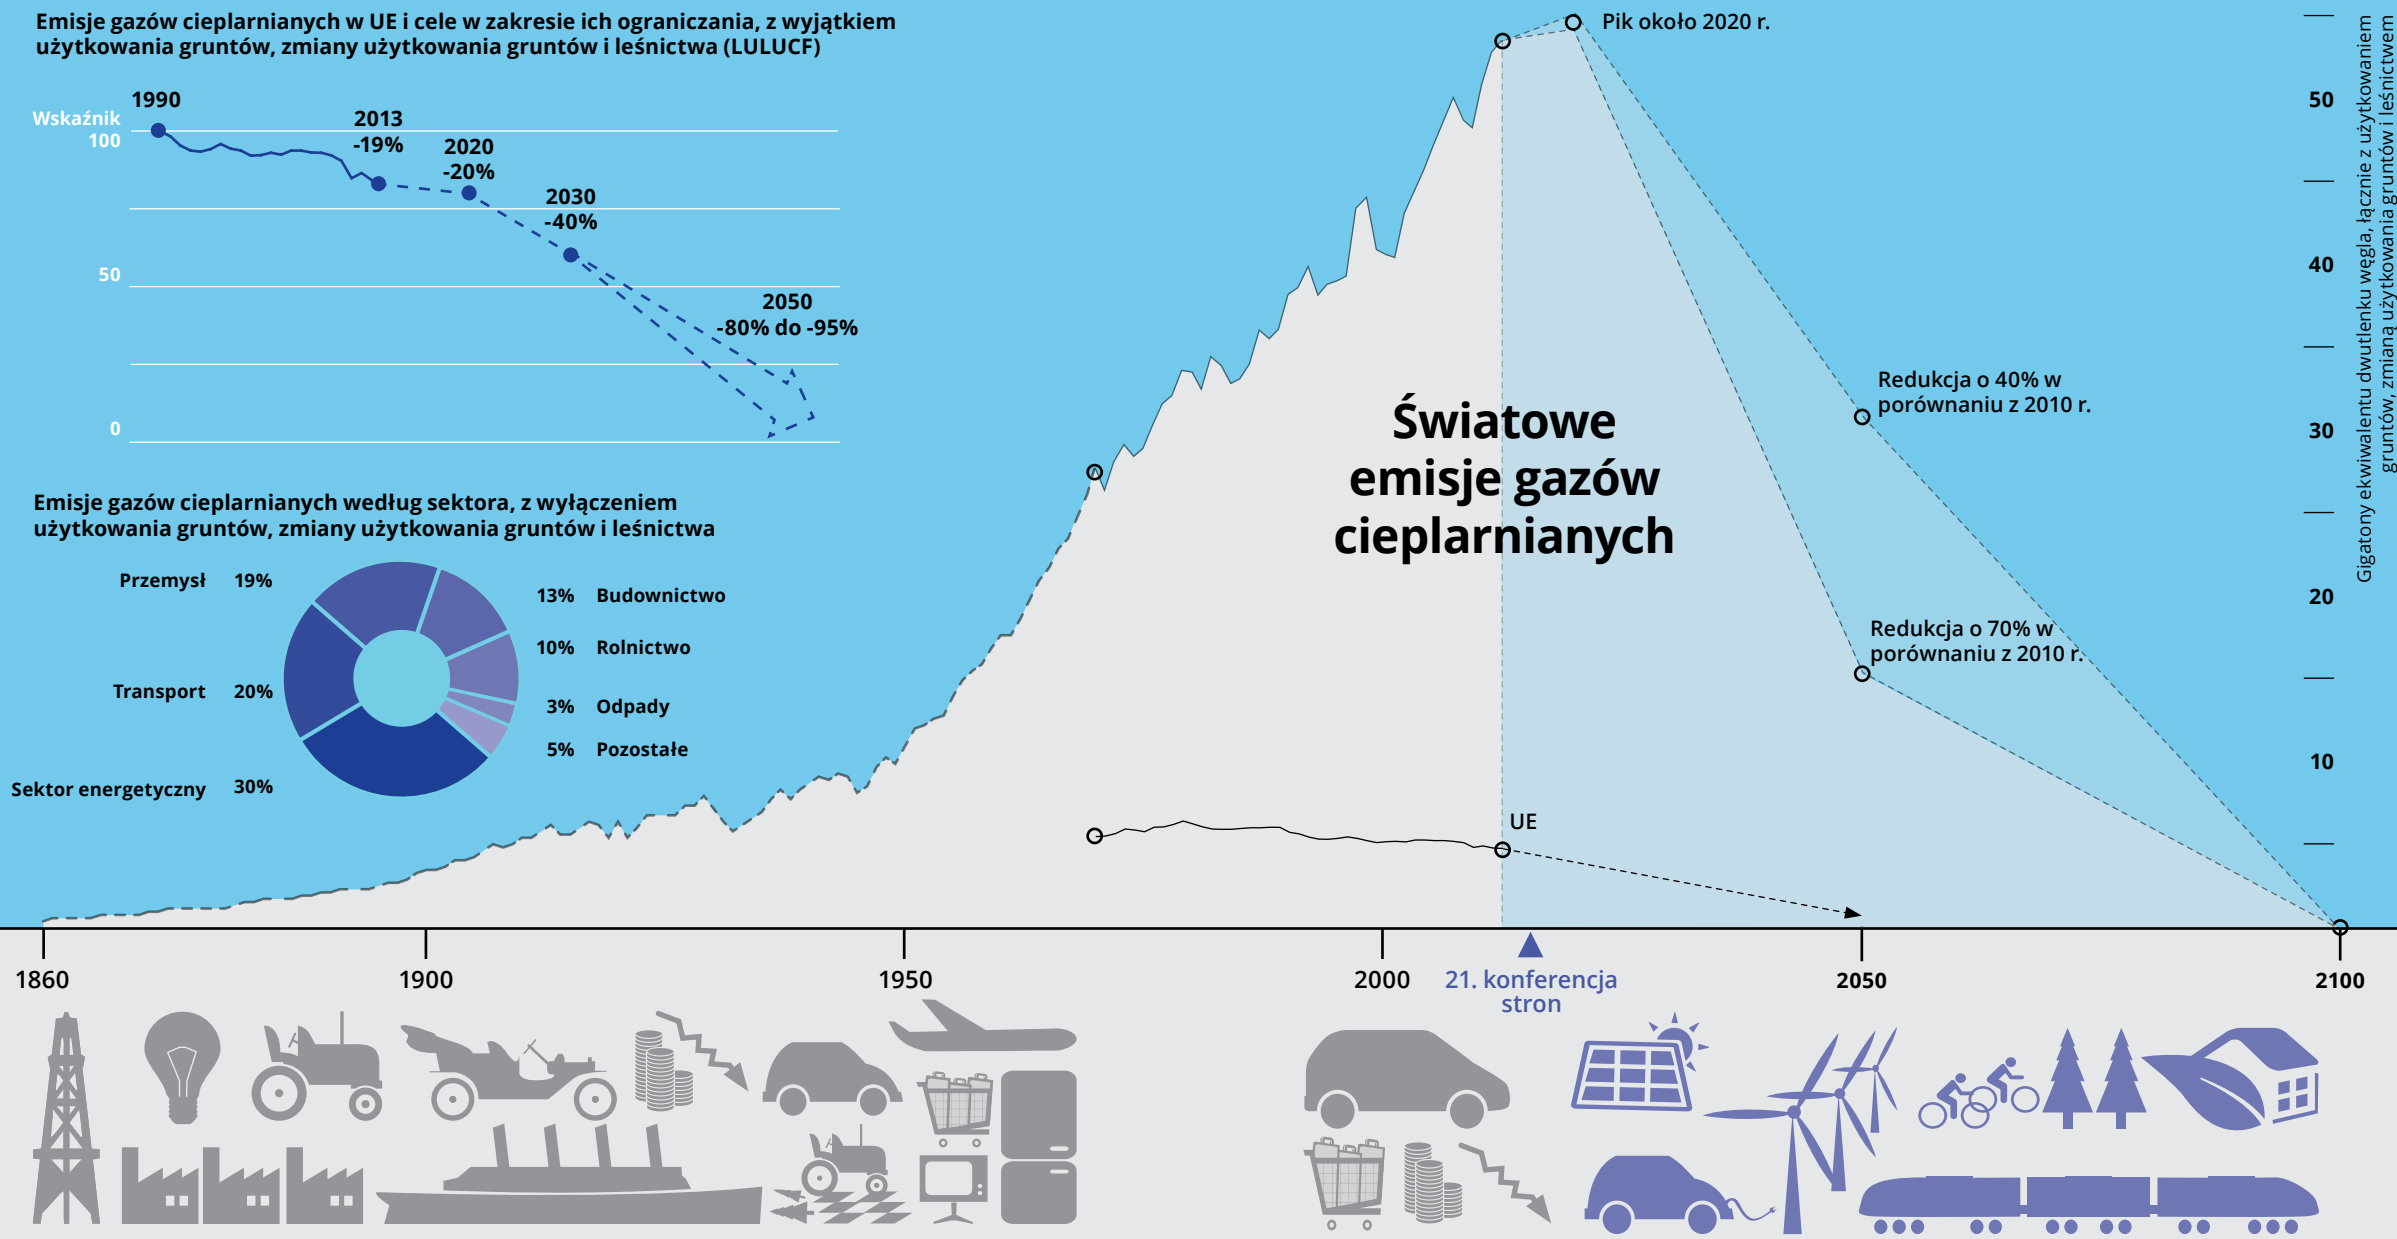 Emisje gazów cieplarnianych w UE i cele w zakresie ich ograniczania, z wyjątkiem
użytkowania gruntów, zmiany użytkowania gruntów i leśnictwa (LULUCF)
Wskaźnik
100
50
0
1990
2013
-19%
2020
-20%
2030
-40%
2050
-80% do -95%
Emisje gazów cieplarnianych według sektora, z wyłączeniem
użytkowania gruntów, zmiany użytkowania gruntów i leśnictwa
Przemysł 19%
Transport 20%
Sektor energetyczny 30%
13% Budownictwo
10% Rolnictwo
3% Odpady
5% Pozostałe
Światowe
emisje gazów
cieplarnianych
Pik około 2020 r.
Redukcja o 40% w
porównaniu z 2010 r.
Redukcja o 70% w
porównaniu z 2010 r.
UE
50
40
30
20
10
Gigatony ekwiwalentu dwutlenku węgla, łącznie z użytkowaniem
gruntów, zmianą użytkowania gruntów i leśnictwem
1860
1900
1950
2000
21. konferencja
stron
2050
2100